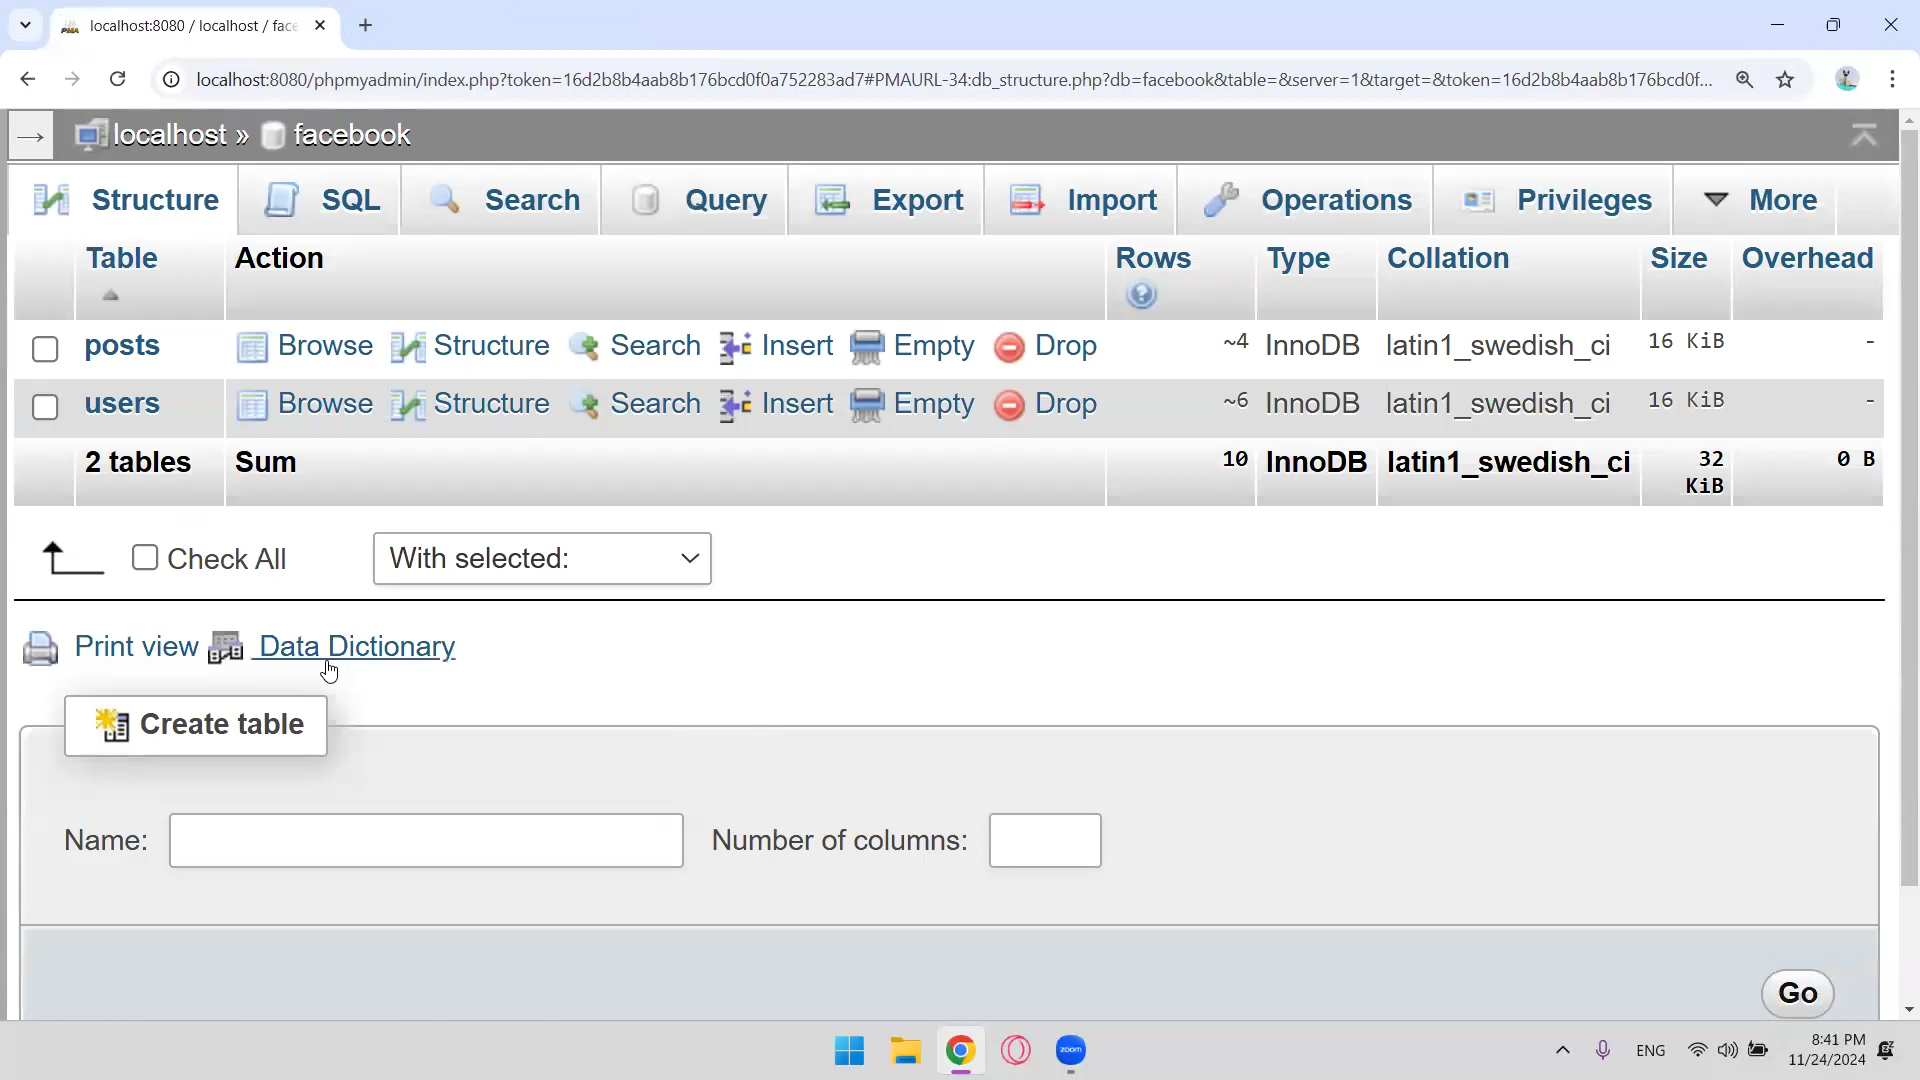 localhost:8080 / localhost / face
localhost:8080/phpmyadmin/index.php?token=16d2b8b4aab8b176bcd0f0a752283ad7#PMAURL-34:db_structure.php?db=facebook&table=&server=1&target=&token=16d2b8b4aab8b176bcd0f...
localhost » facebook
Structure SQL Search Query Export Import Operations Privileges More
Table Action Rows Type Collation Size Overhead
posts Browse Structure Search Insert Empty Drop ~4 InnoDB latin1_swedish_ci 16 KiB -
users Browse Structure Search Insert Empty Drop ~6 InnoDB latin1_swedish_ci 16 KiB -
2 tables Sum 10 InnoDB latin1_swedish_ci 32 KiB 0 B
Check All With selected:
Print view Data Dictionary
Create table
Name: Number of columns:
Go
zoom
ENG
8:41 PM
11/24/2024